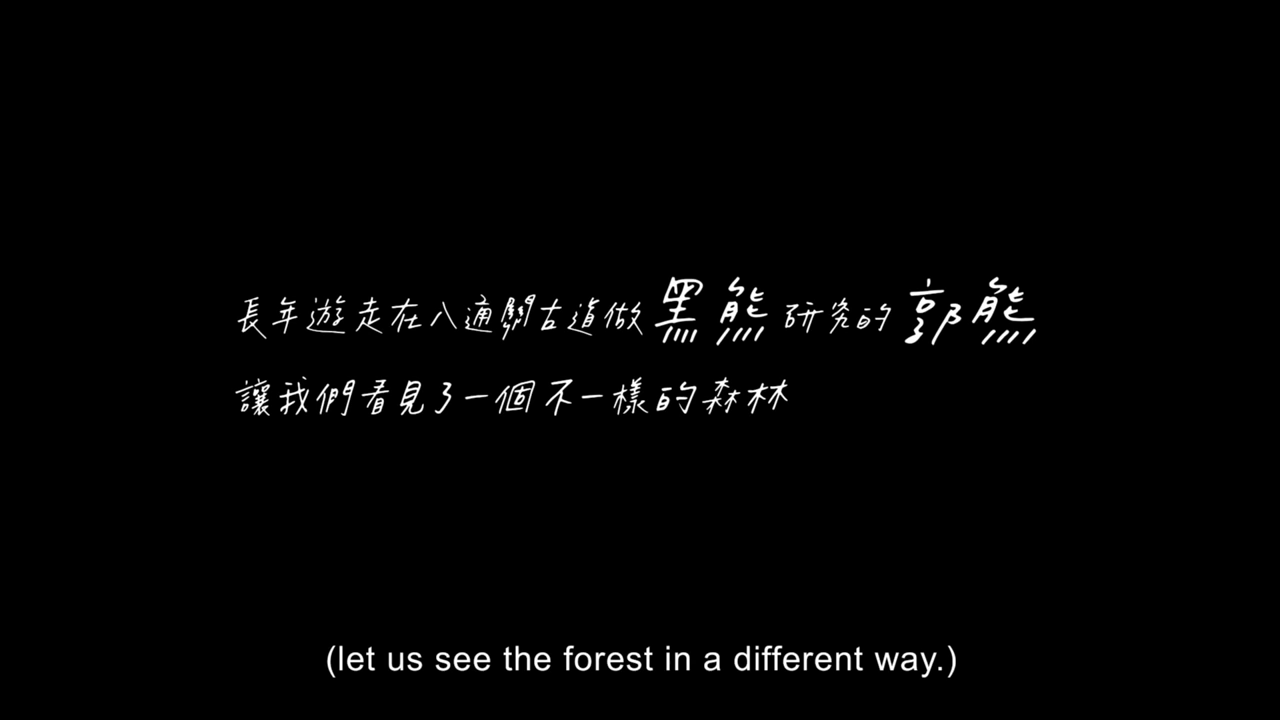 長年遊走在八通關古道做黑熊研究的郭熊
讓我們看見了一個不一樣的森林
(let us see the forest in a different way.)